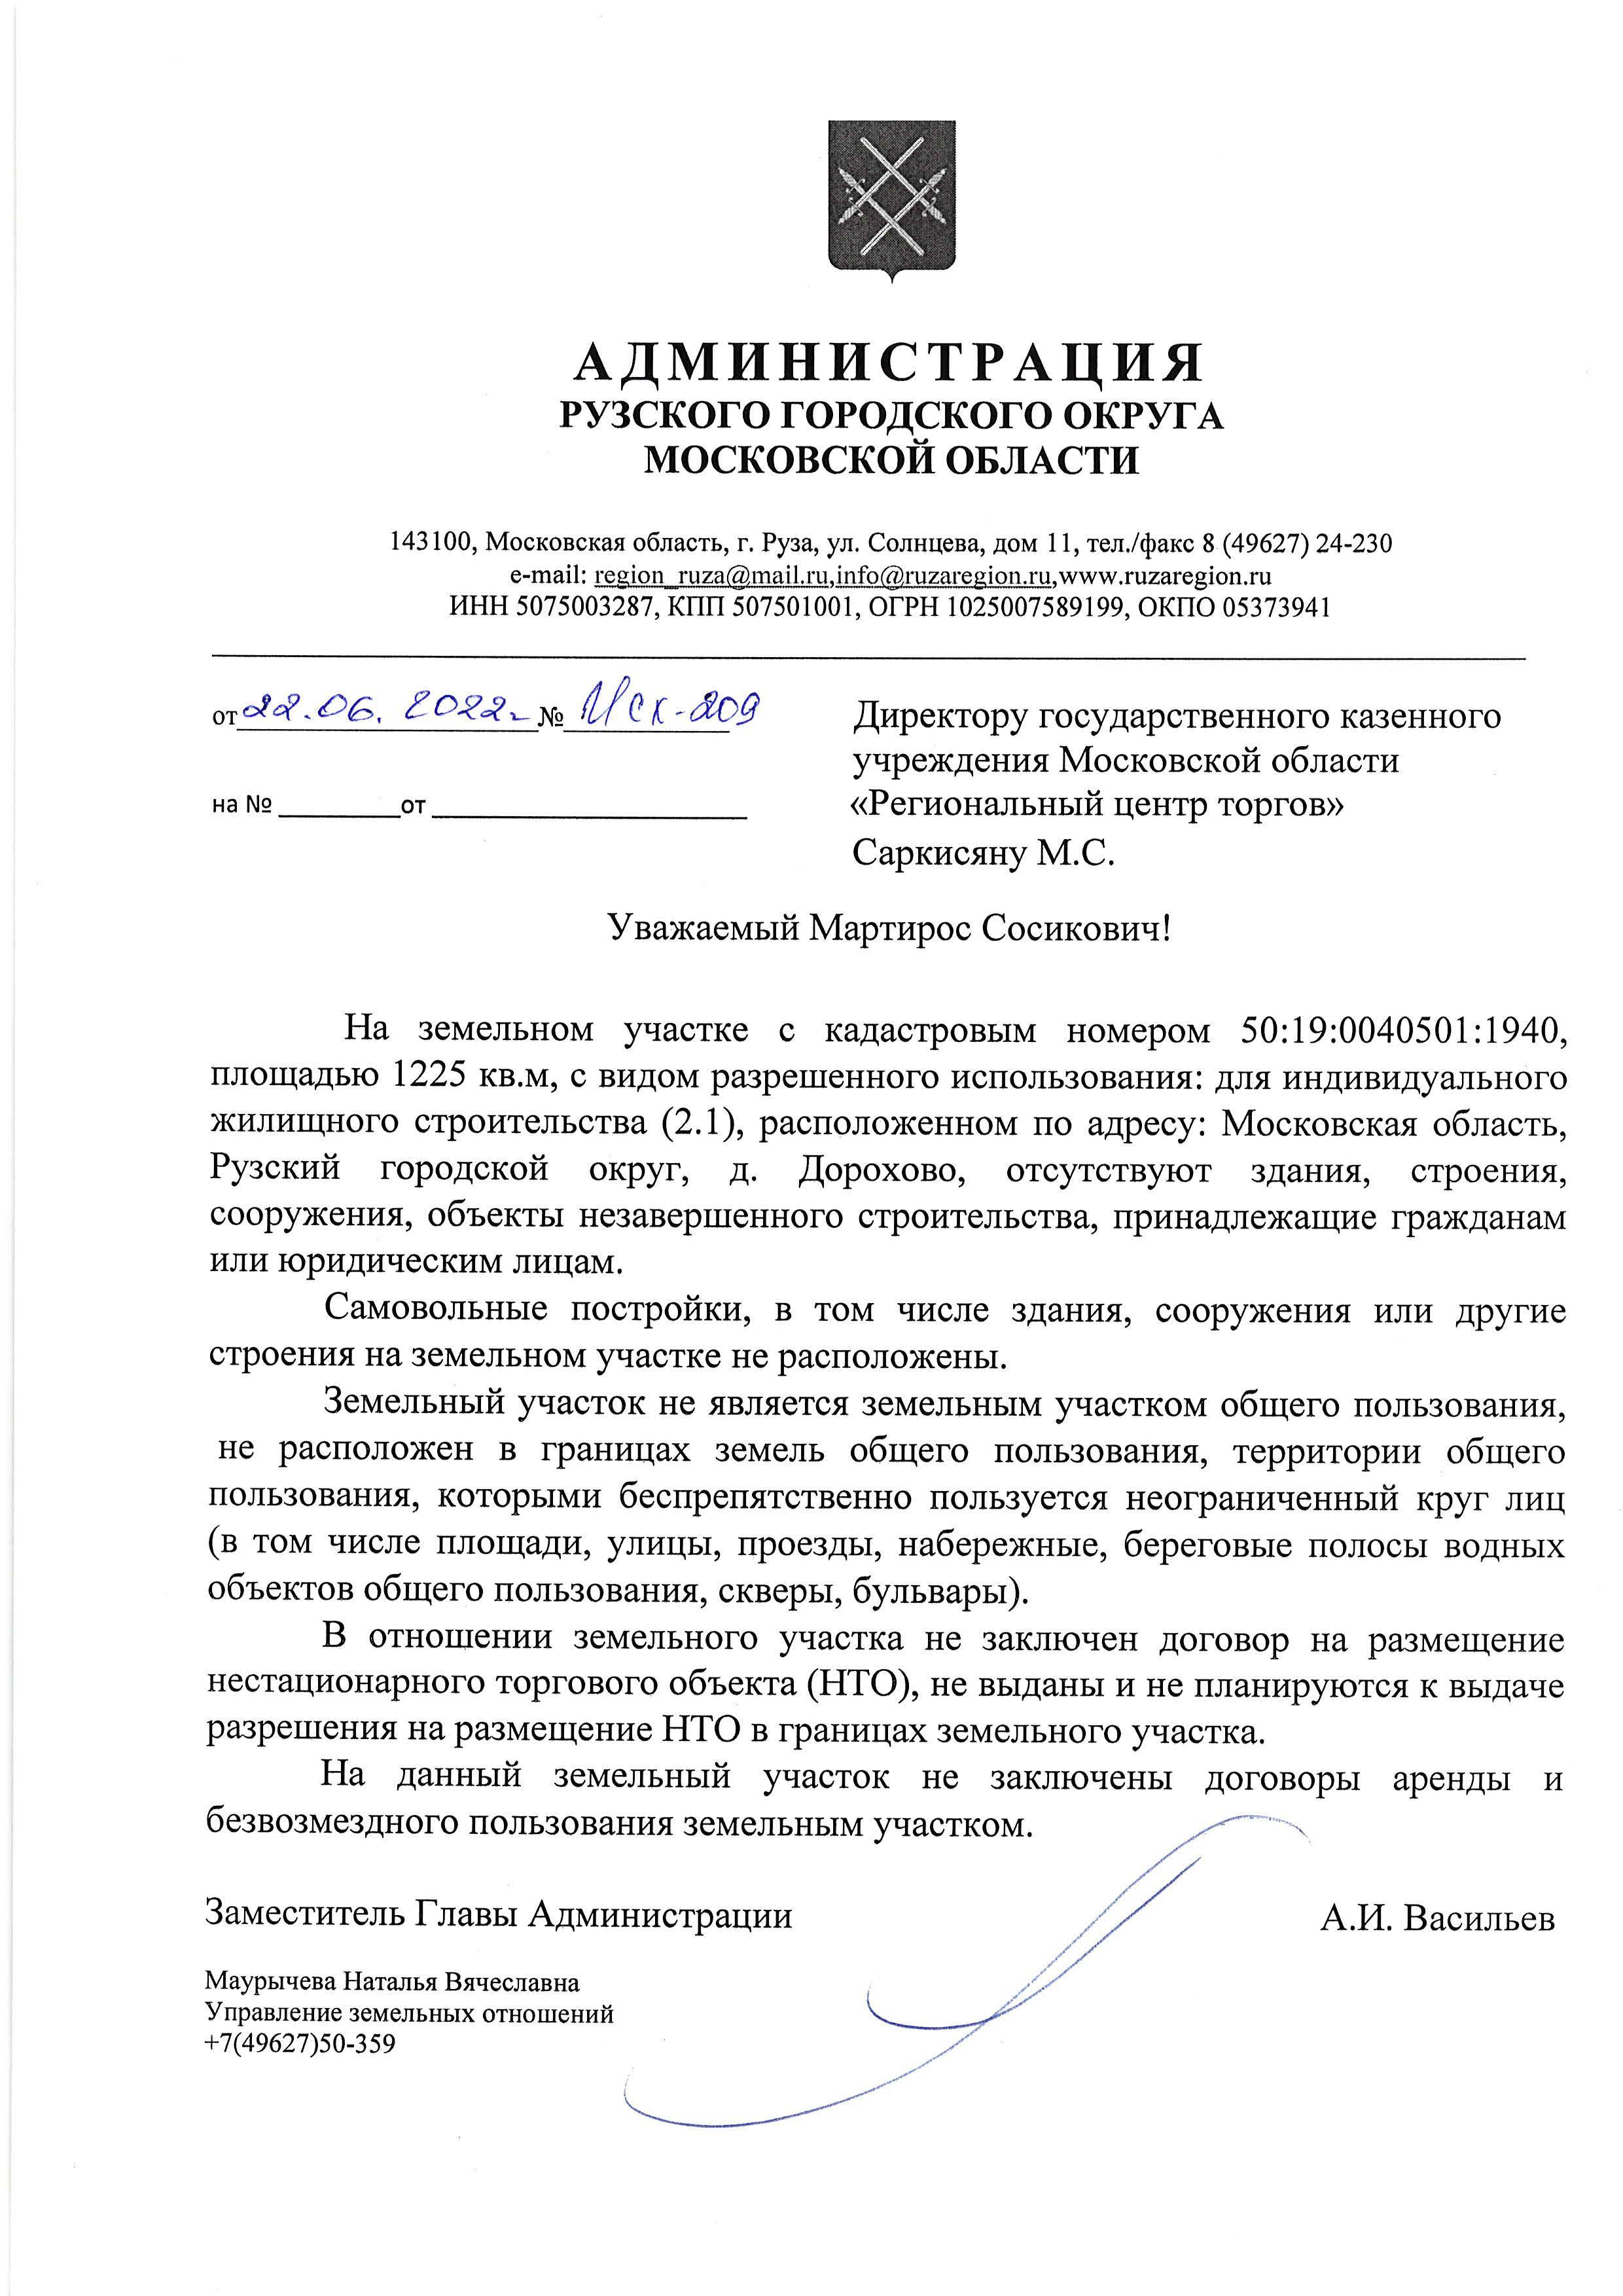 АДМИНИСТРАЦИЯ
РУЗСКОГО ГОРОДСКОГО ОКРУГА
МОСКОВСКОЙ ОБЛАСТИ
143100, Московская область, г. Руза, ул. Солнцева, дом 11, тел./факс 8 (49627) 24-230
e-mail: region_ruza@mail.ru,info@ruzaregion.ru,www.ruzaregion.ru
ИНН 5075003287, КПП 507501001, ОГРН 1025007589199, ОКПО 05373941
от 22.06.2022г № Иск-209
на № ________ от ____________________
Директору государственного казенного
учреждения Московской области
«Региональный центр торгов»
Саркисяну М.С.
Уважаемый Мартирос Сосикович!
На земельном участке с кадастровым номером 50:19:0040501:1940,
площадью 1225 кв.м, с видом разрешенного использования: для индивидуального
жилищного строительства (2.1), расположенном по адресу: Московская область,
Рузский городской округ, д. Дорохово, отсутствуют здания, строения,
сооружения, объекты незавершенного строительства, принадлежащие гражданам
или юридическим лицам.
Самовольные постройки, в том числе здания, сооружения или другие
строения на земельном участке не расположены.
Земельный участок не является земельным участком общего пользования,
не расположен в границах земель общего пользования, территории общего
пользования, которыми беспрепятственно пользуется неограниченный круг лиц
(в том числе площади, улицы, проезды, набережные, береговые полосы водных
объектов общего пользования, скверы, бульвары).
В отношении земельного участка не заключен договор на размещение
нестационарного торгового объекта (НТО), не выданы и не планируются к выдаче
разрешения на размещение НТО в границах земельного участка.
На данный земельный участок не заключены договоры аренды и
безвозмездного пользования земельным участком.
Заместитель Главы Администрации А.И. Васильев
Маурычева Наталья Вячеславна
Управление земельных отношений
+7(49627)50-359